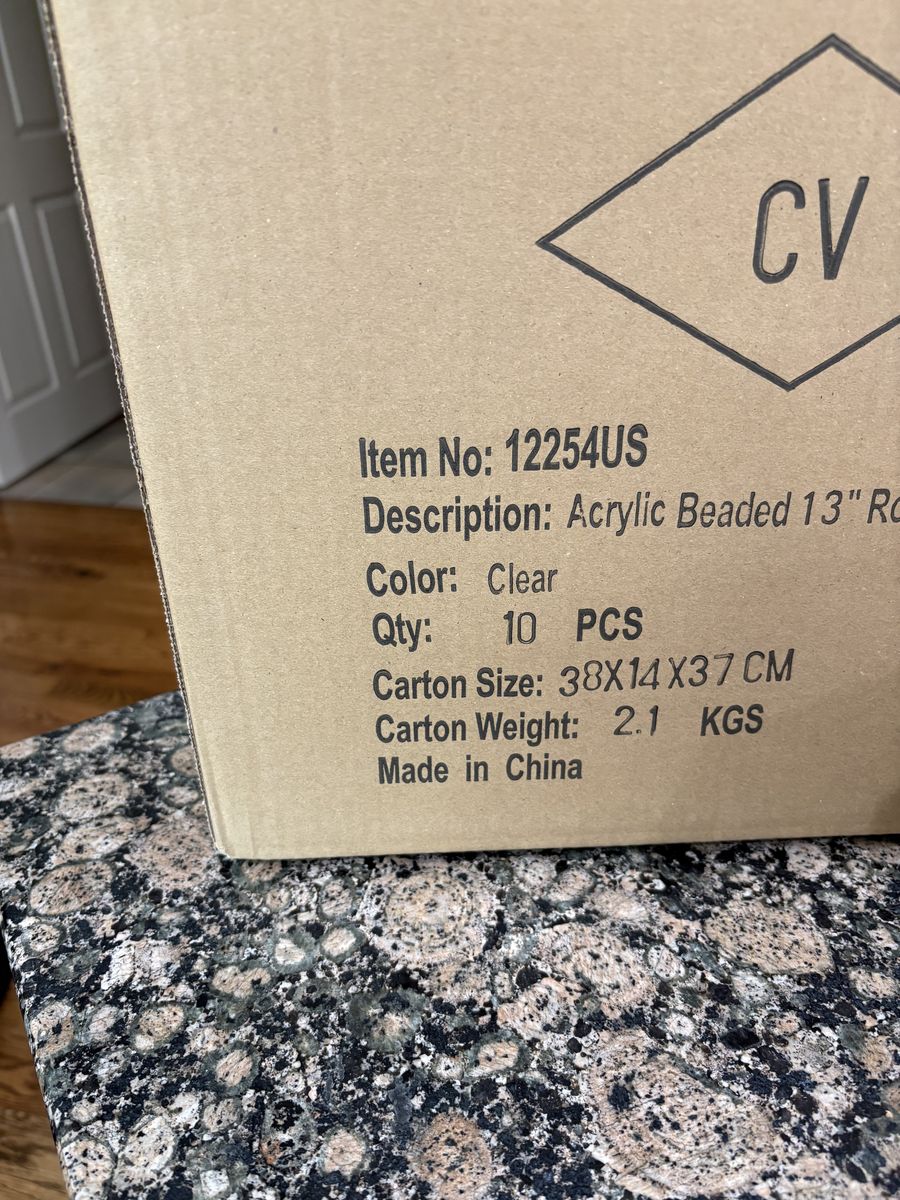 CV
Item No: 12254US
Description: Acrylic Beaded 13"
Color: Clear
Qty: 10 PCS
Carton Size: 38X14X37 CM
Carton Weight: 2.1 KGS
Made in China